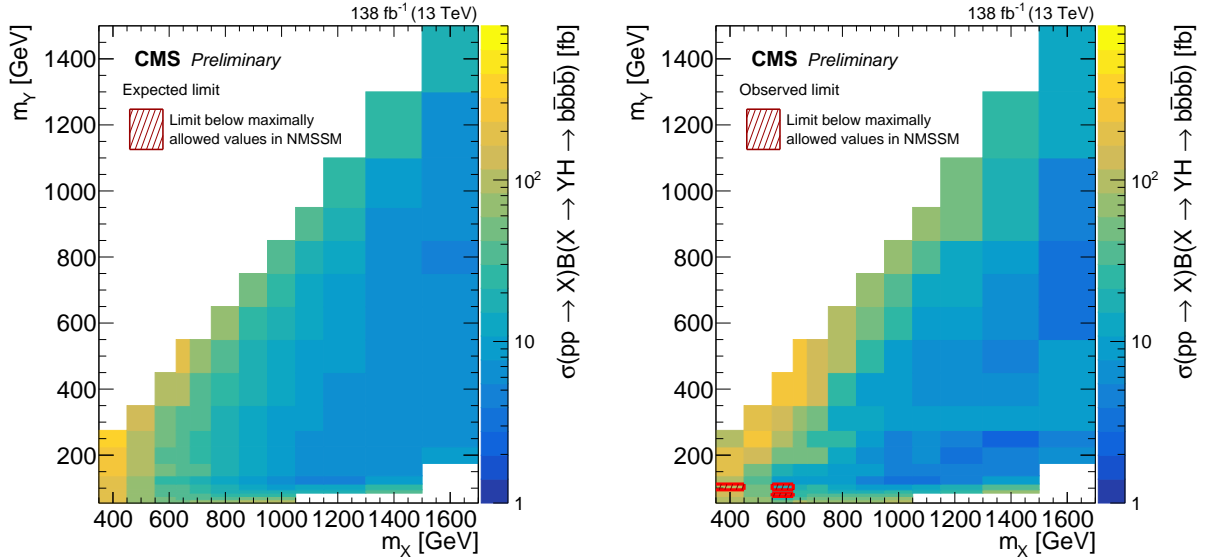 138 fb⁻¹ (13 TeV)
CMS Preliminary
Expected limit
Limit below maximally
allowed values in NMSSM
m_Y [GeV]
1400
1200
1000
800
600
400
200
400 600 800 1000 1200 1400 1600
m_X [GeV]
10²
10
1
σ(pp → X)B(X → YH → bb̅bb̅) [fb]
138 fb⁻¹ (13 TeV)
CMS Preliminary
Observed limit
Limit below maximally
allowed values in NMSSM
m_Y [GeV]
1400
1200
1000
800
600
400
200
400 600 800 1000 1200 1400 1600
m_X [GeV]
10²
10
1
σ(pp → X)B(X → YH → bb̅bb̅) [fb]